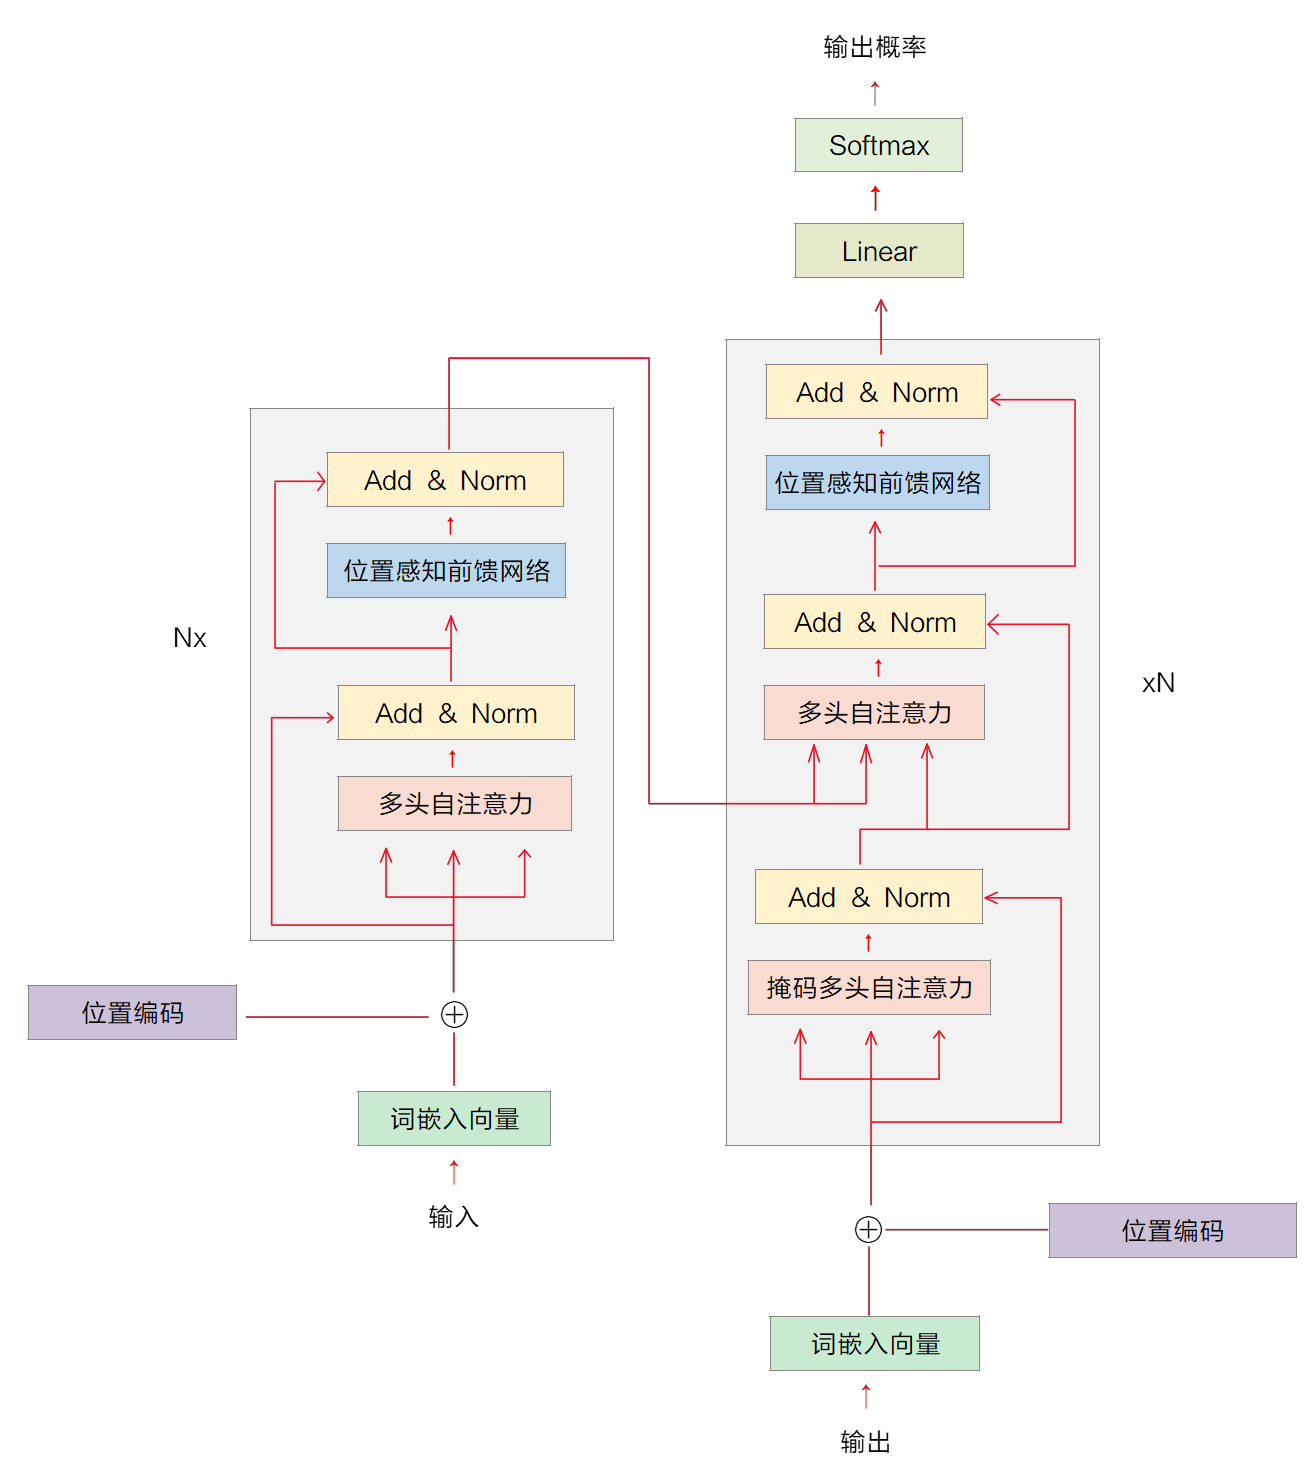 输出概率
Softmax
Linear
Add & Norm
位置感知前馈网络
Add & Norm
多头自注意力
Add & Norm
掩码多头自注意力
xN
位置编码
词嵌入向量
输出
Add & Norm
位置感知前馈网络
Nx
Add & Norm
多头自注意力
位置编码
词嵌入向量
输入